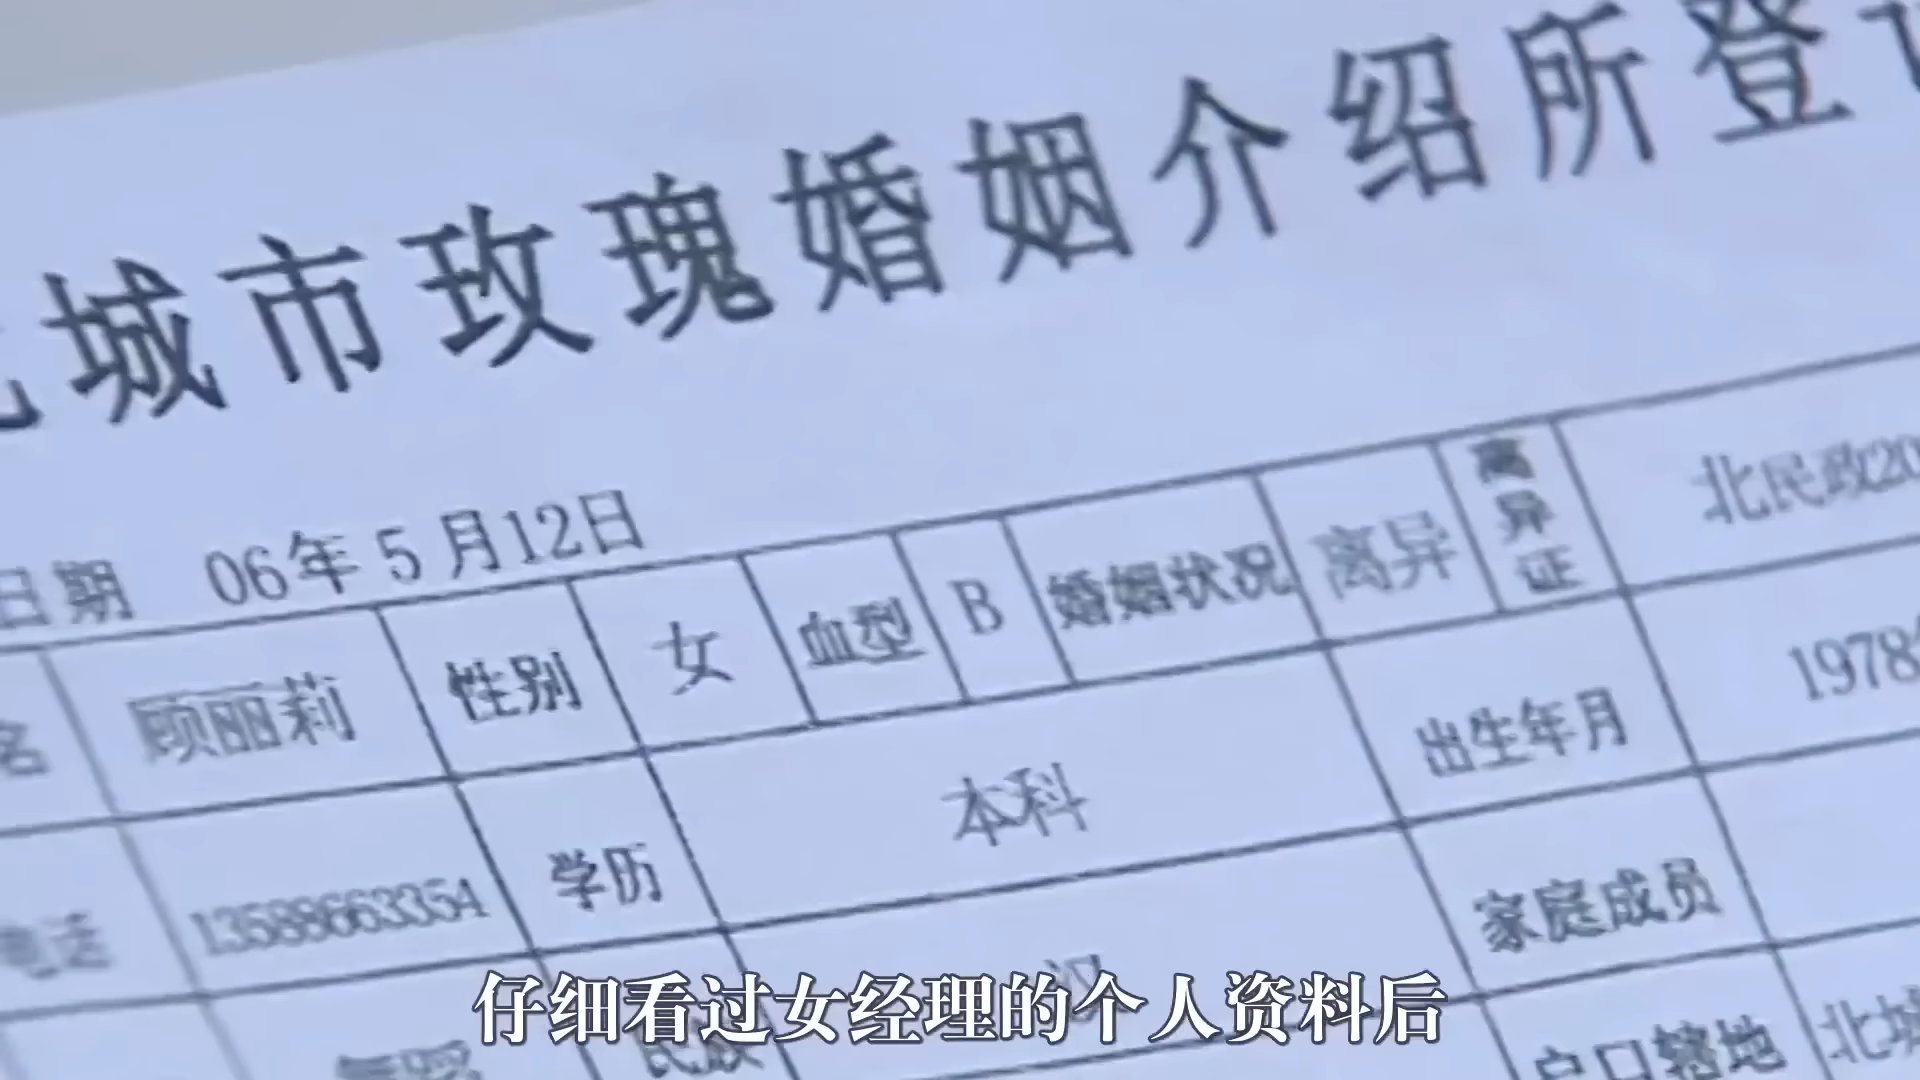 城市玫瑰婚姻介绍所登
日期 06年5月12日
名 顾丽莉 性别 女 血型 B 婚姻状况 离异 离异证 北民政20
电话 13588663354 学历 本科 出生年月 1978
民族 汉 家庭成员
户口辖地 北城
仔细看过女经理的个人资料后